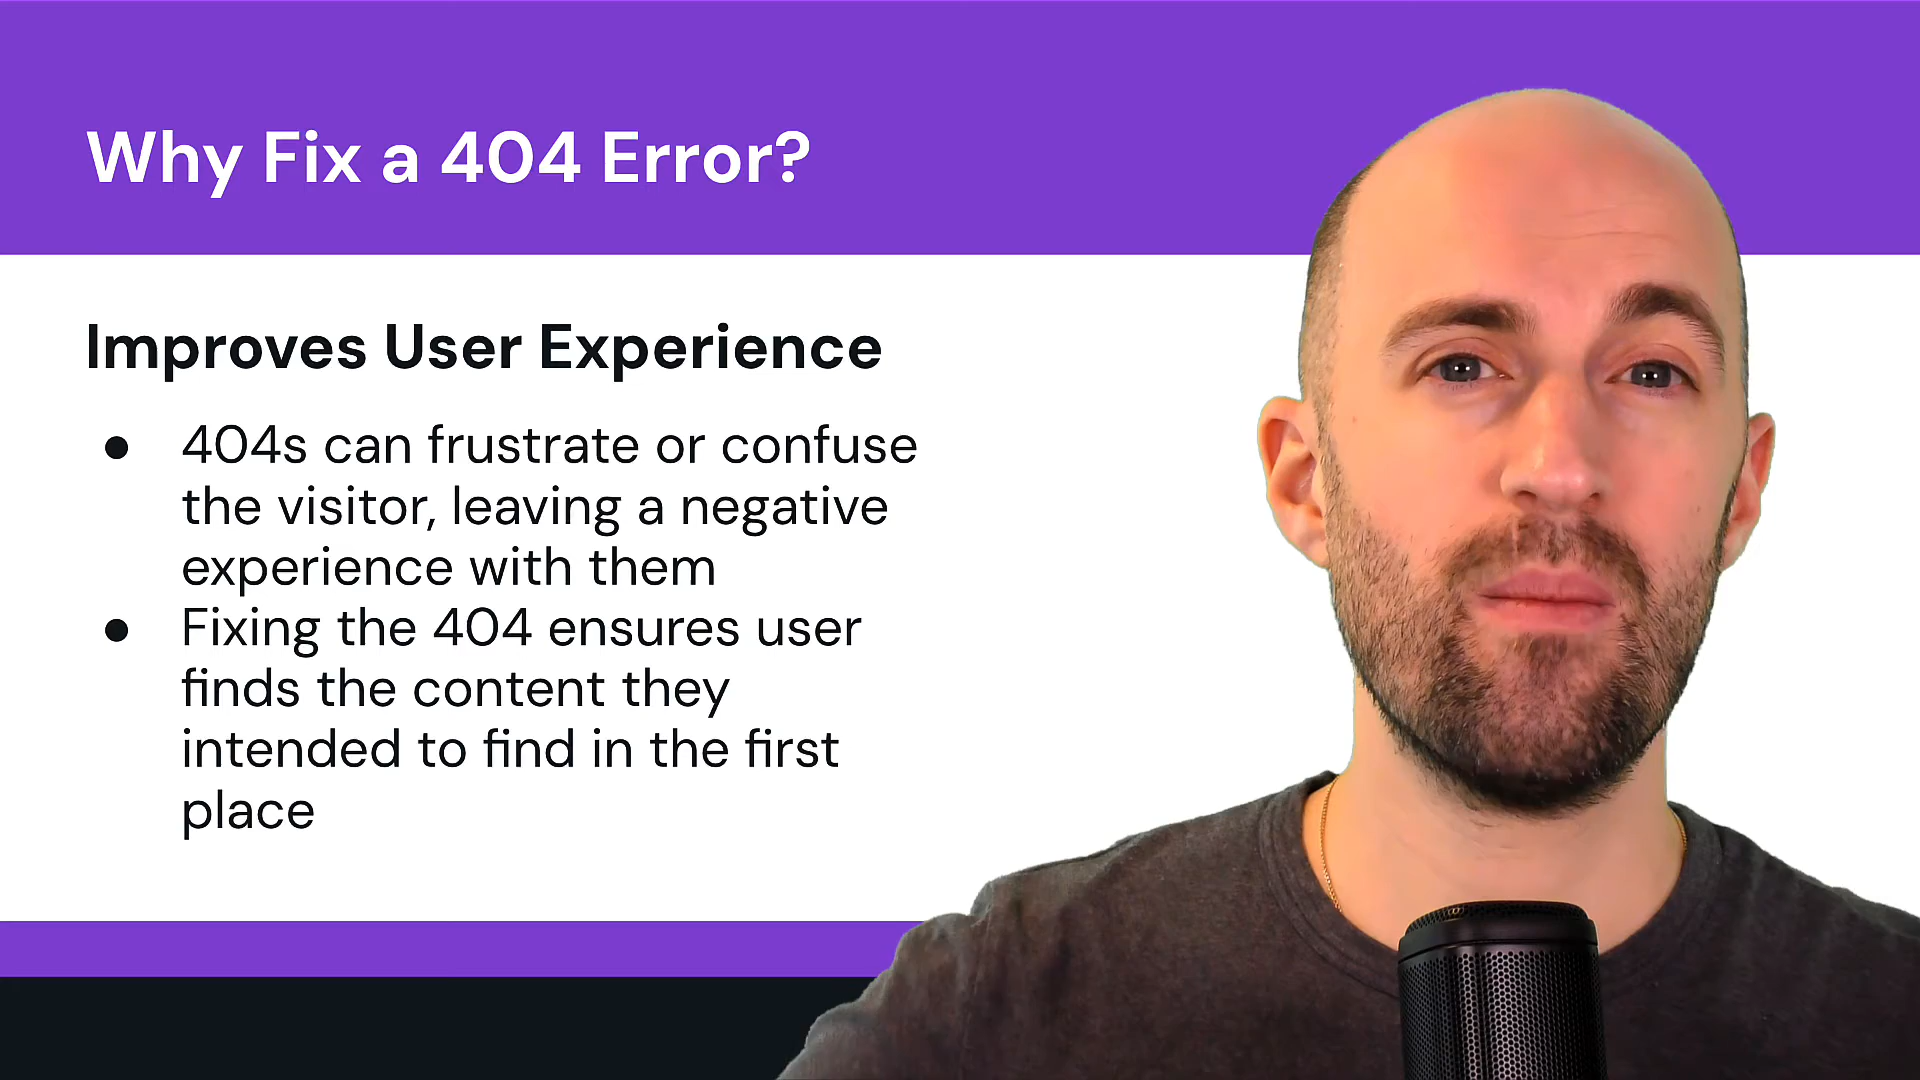 Why Fix a 404 Error?
Improves User Experience
● 404s can frustrate or confuse
the visitor, leaving a negative
experience with them
● Fixing the 404 ensures user
finds the content they
intended to find in the first
place